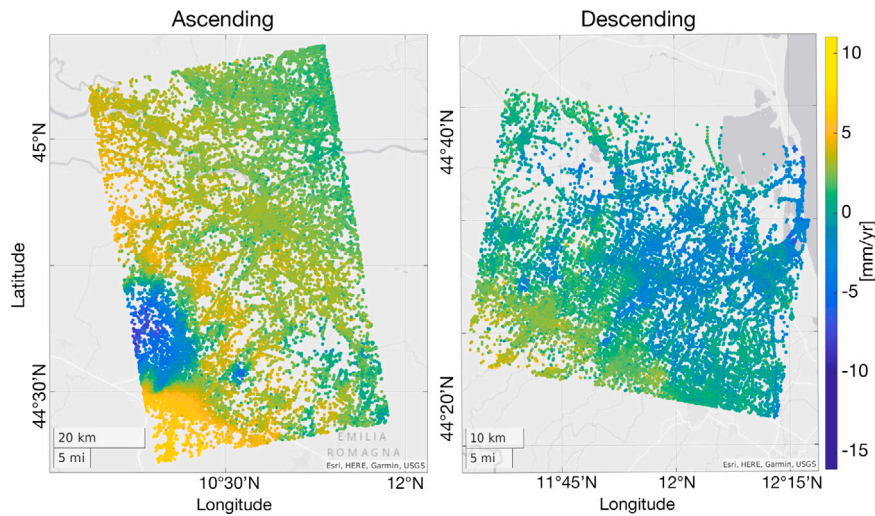 Ascending
Descending
Latitude
45°N
44°30'N
20 km
5 mi
EMILIA
ROMAGNA
Esri, HERE, Garmin, USGS
10°30'N
12°N
Longitude
44°40'N
44°30'N
44°20'N
10 km
5 mi
Esri, HERE, Garmin, USGS
11°45'N
12°N
12°15'N
Longitude
10
5
0
-5
-10
-15
[mm/yr]